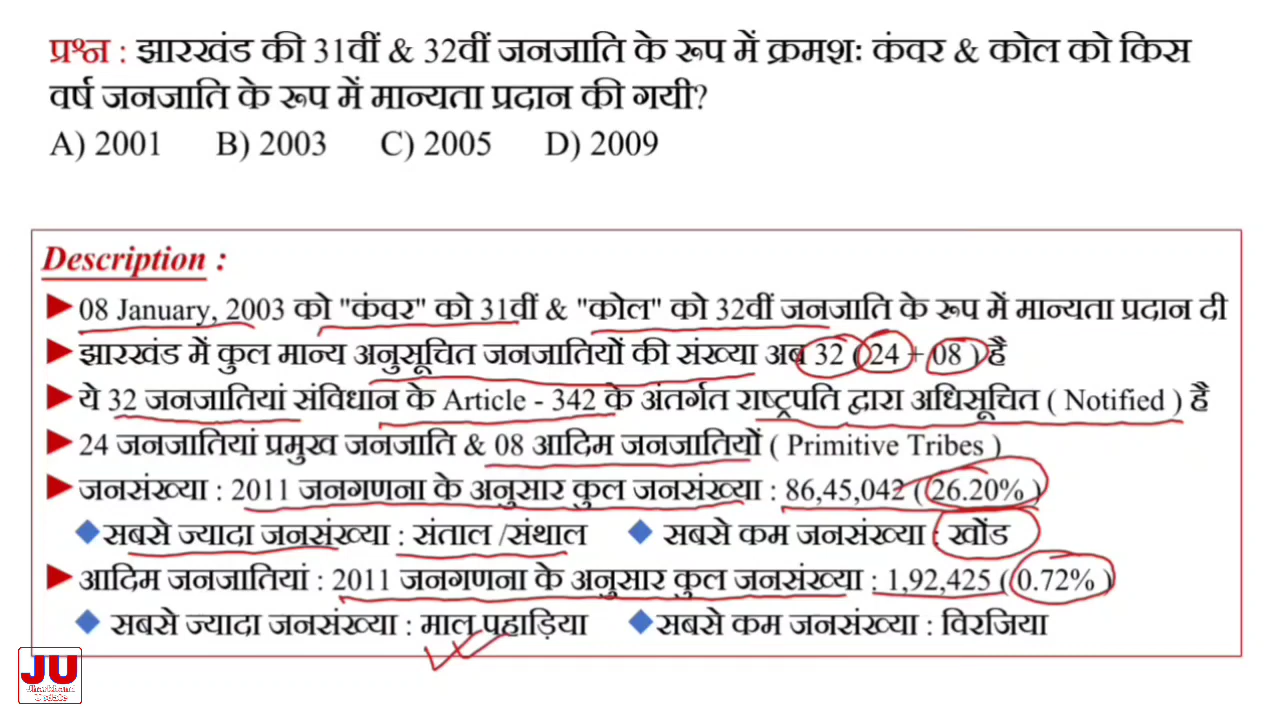 प्रश्न : झारखंड की 31वीं & 32वीं जनजाति के रूप में क्रमशः कंवर & कोल को किस
वर्ष जनजाति के रूप में मान्यता प्रदान की गयी?
A) 2001 B) 2003 C) 2005 D) 2009
Description :
08 January, 2003 को "कंवर" को 31वीं & "कोल" को 32वीं जनजाति के रूप में मान्यता प्रदान दी
झारखंड में कुल मान्य अनुसूचित जनजातियों की संख्या अब 32 ( 24 + 08 ) है
ये 32 जनजातियां संविधान के Article - 342 के अंतर्गत राष्ट्रपति द्वारा अधिसूचित ( Notified ) है
24 जनजातियां प्रमुख जनजाति & 08 आदिम जनजातियों ( Primitive Tribes )
जनसंख्या : 2011 जनगणना के अनुसार कुल जनसंख्या : 86,45,042 ( 26.20% )
सबसे ज्यादा जनसंख्या : संताल /संथाल सबसे कम जनसंख्या : खोंड
आदिम जनजातियां : 2011 जनगणना के अनुसार कुल जनसंख्या : 1,92,425 ( 0.72% )
सबसे ज्यादा जनसंख्या : माल पहाड़िया सबसे कम जनसंख्या : विरजिया
JU
Jharkhand
Update